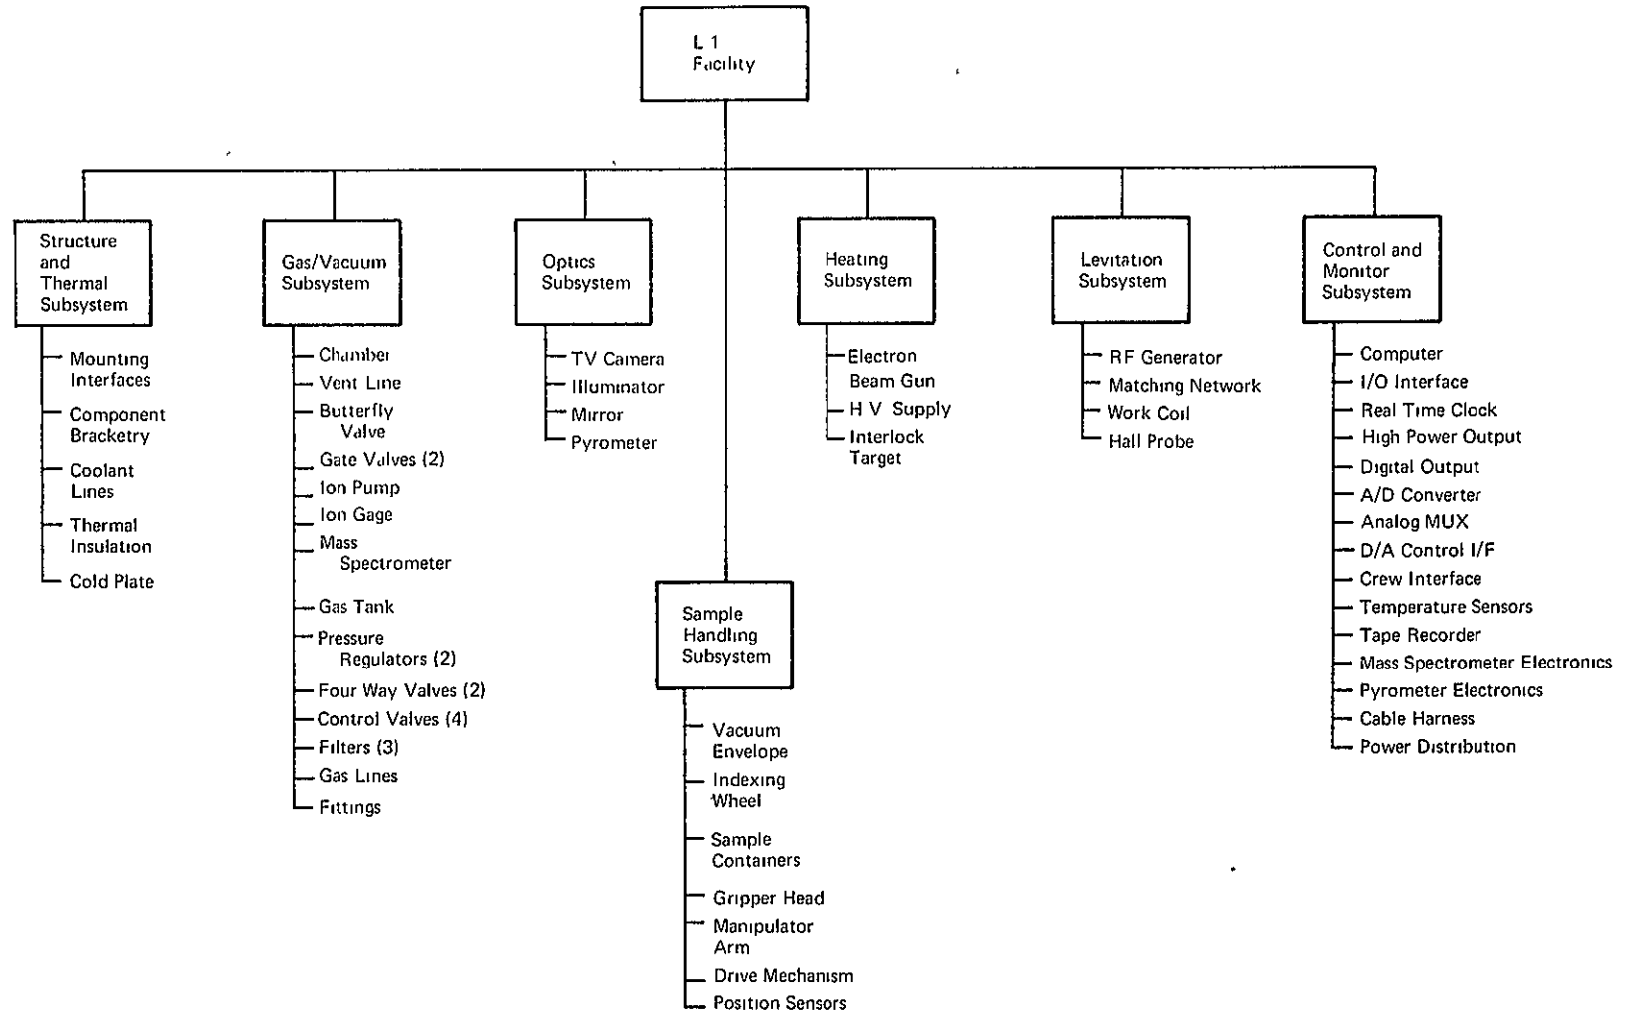 L 1
Facility
Structure
and
Thermal
Subsystem
Mounting
Interfaces
Component
Bracketry
Coolant
Lines
Thermal
Insulation
Cold Plate
Gas/Vacuum
Subsystem
Chamber
Vent Line
Butterfly
Valve
Gate Valves (2)
Ion Pump
Ion Gage
Mass
Spectrometer
Gas Tank
Pressure
Regulators (2)
Four Way Valves (2)
Control Valves (4)
Filters (3)
Gas Lines
Fittings
Optics
Subsystem
TV Camera
Illuminator
Mirror
Pyrometer
Sample
Handling
Subsystem
Vacuum
Envelope
Indexing
Wheel
Sample
Containers
Gripper Head
Manipulator
Arm
Drive Mechanism
Position Sensors
Heating
Subsystem
Electron
Beam Gun
H V Supply
Interlock
Target
Levitation
Subsystem
RF Generator
Matching Network
Work Coil
Hall Probe
Control and
Monitor
Subsystem
Computer
I/O Interface
Real Time Clock
High Power Output
Digital Output
A/D Converter
Analog MUX
D/A Control I/F
Crew Interface
Temperature Sensors
Tape Recorder
Mass Spectrometer Electronics
Pyrometer Electronics
Cable Harness
Power Distribution